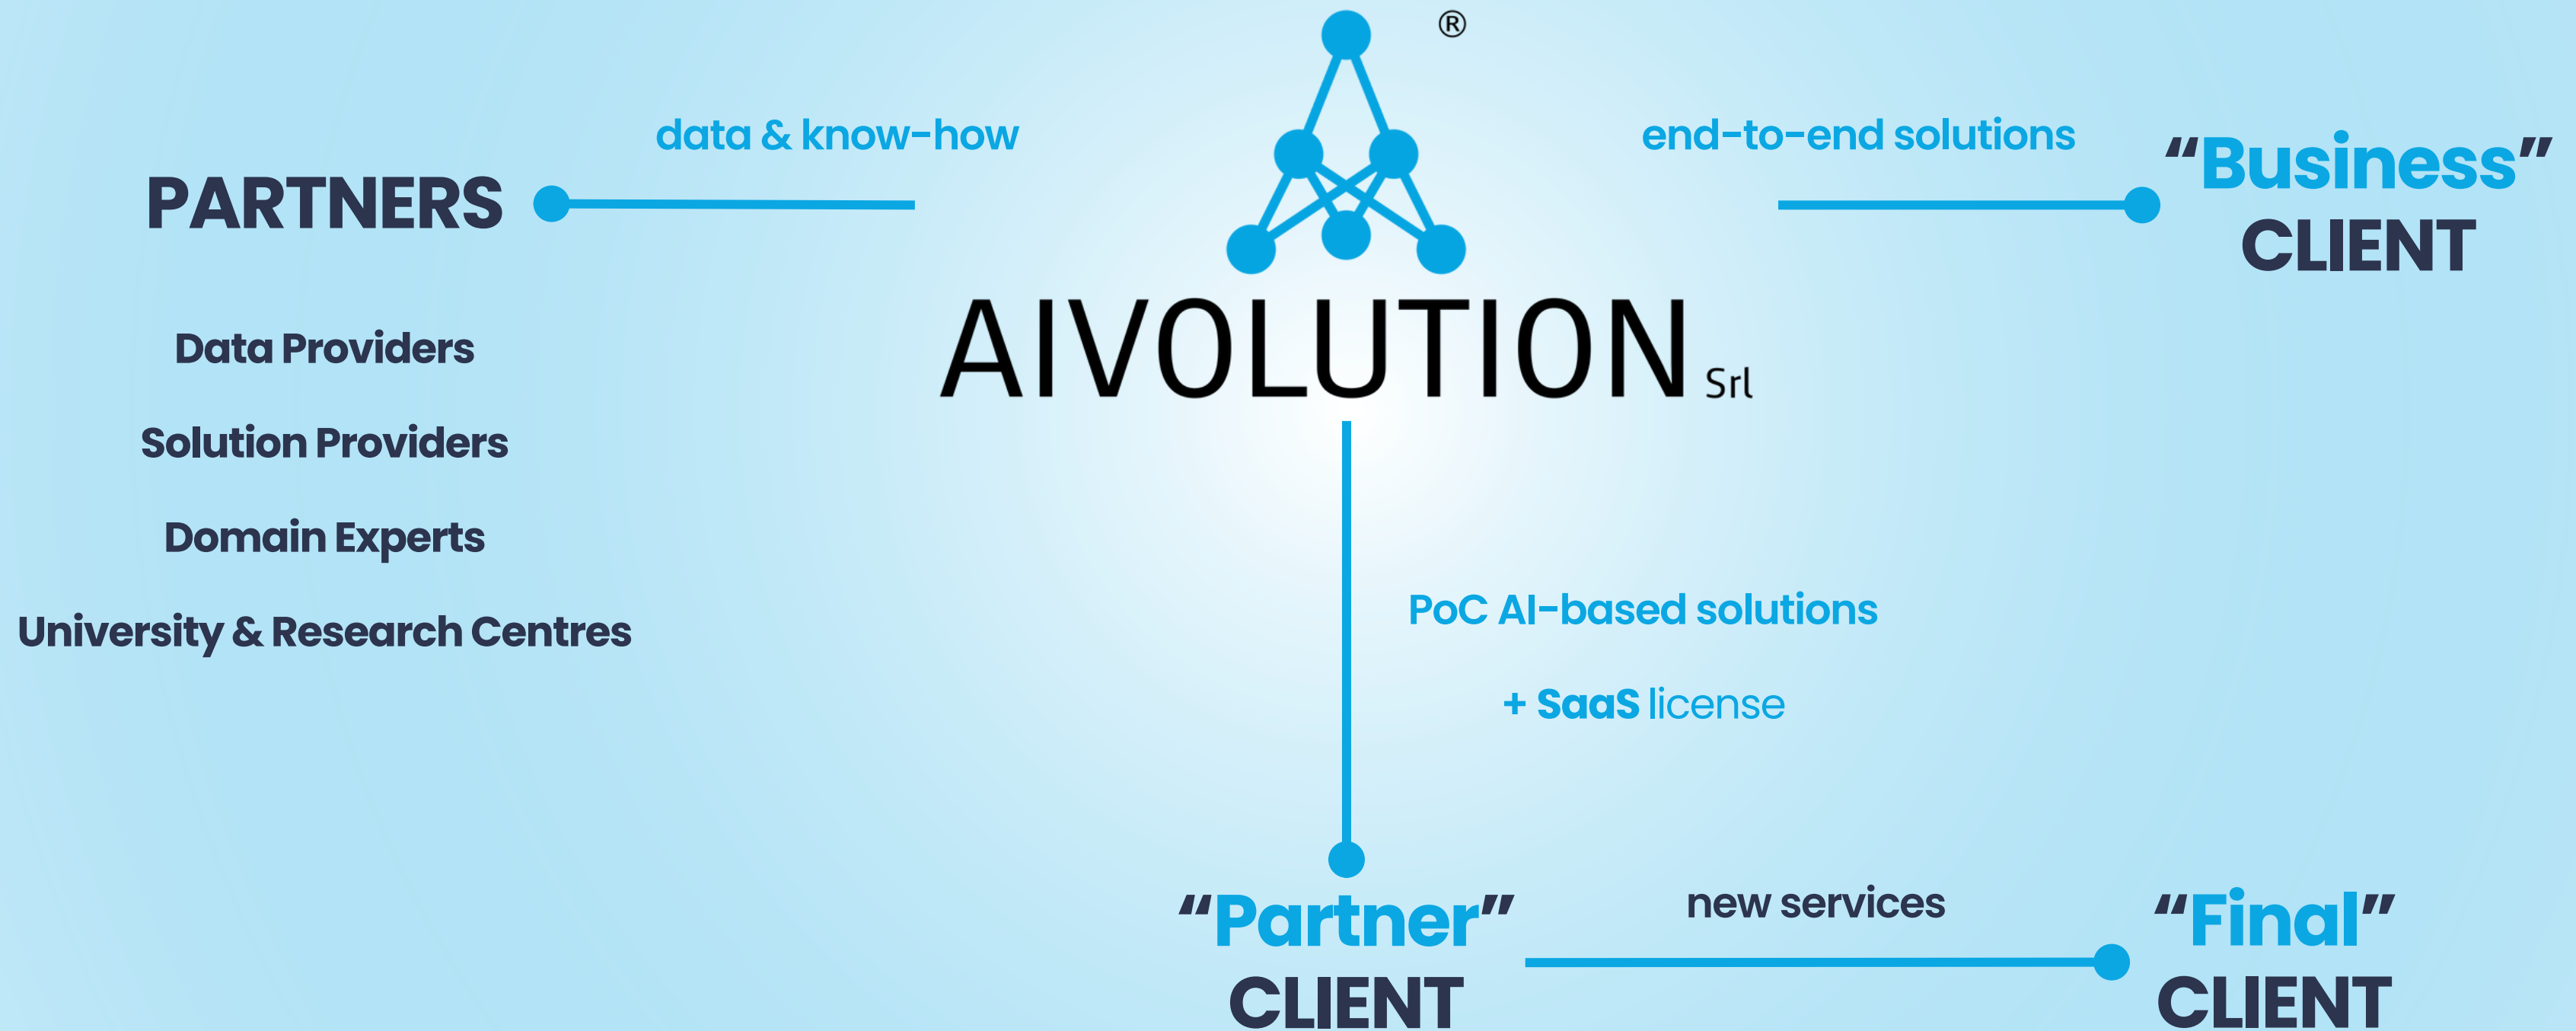 ®
data & know-how
end-to-end solutions
“Business”
CLIENT
PARTNERS
AIVOLUTION Srl
Data Providers
Solution Providers
Domain Experts
University & Research Centres
PoC AI-based solutions
+ SaaS license
“Partner”
CLIENT
new services
“Final”
CLIENT